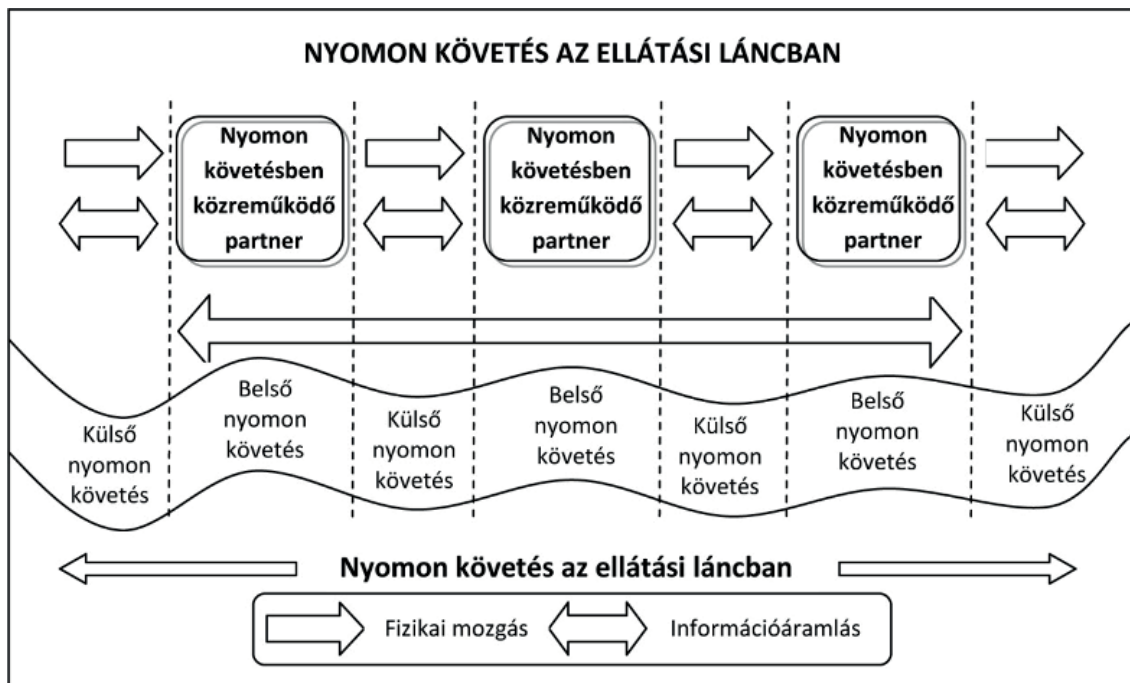 NYOMON KÖVETÉS AZ ELLÁTÁSI LÁNCBAN
Nyomon
követésben
közreműködő
partner
Nyomon
követésben
közreműködő
partner
Nyomon
követésben
közreműködő
partner
Külső
nyomon
követés
Belső
nyomon
követés
Külső
nyomon
követés
Belső
nyomon
követés
Külső
nyomon
követés
Belső
nyomon
követés
Külső
nyomon
követés
Nyomon követés az ellátási láncban
Fizikai mozgás
Információáramlás